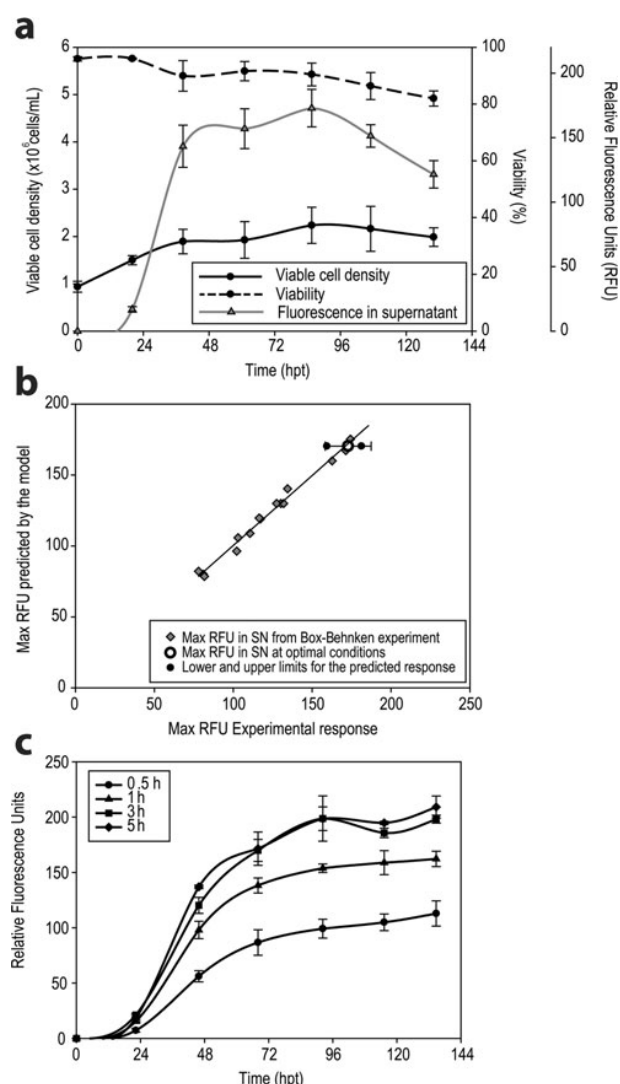 a
6
5
4
3
2
1
0
Viable cell density (x10⁶cells/mL)
100
80
60
40
20
0
Viability (%)
200
150
100
50
0
Relative Fluorescence Units (RFU)
Viable cell density
Viability
Fluorescence in supernatant
0 24 48 72 96 120 144
Time (hpt)
b
200
150
100
50
0
Max RFU predicted by the model
Max RFU in SN from Box-Behnken experiment
Max RFU in SN at optimal conditions
Lower and upper limits for the predicted response
0 50 100 150 200 250
Max RFU Experimental response
c
250
200
150
100
50
0
Relative Fluorescence Units
0.5 h
1 h
3 h
5 h
0 24 48 72 96 120 144
Time (hpt)